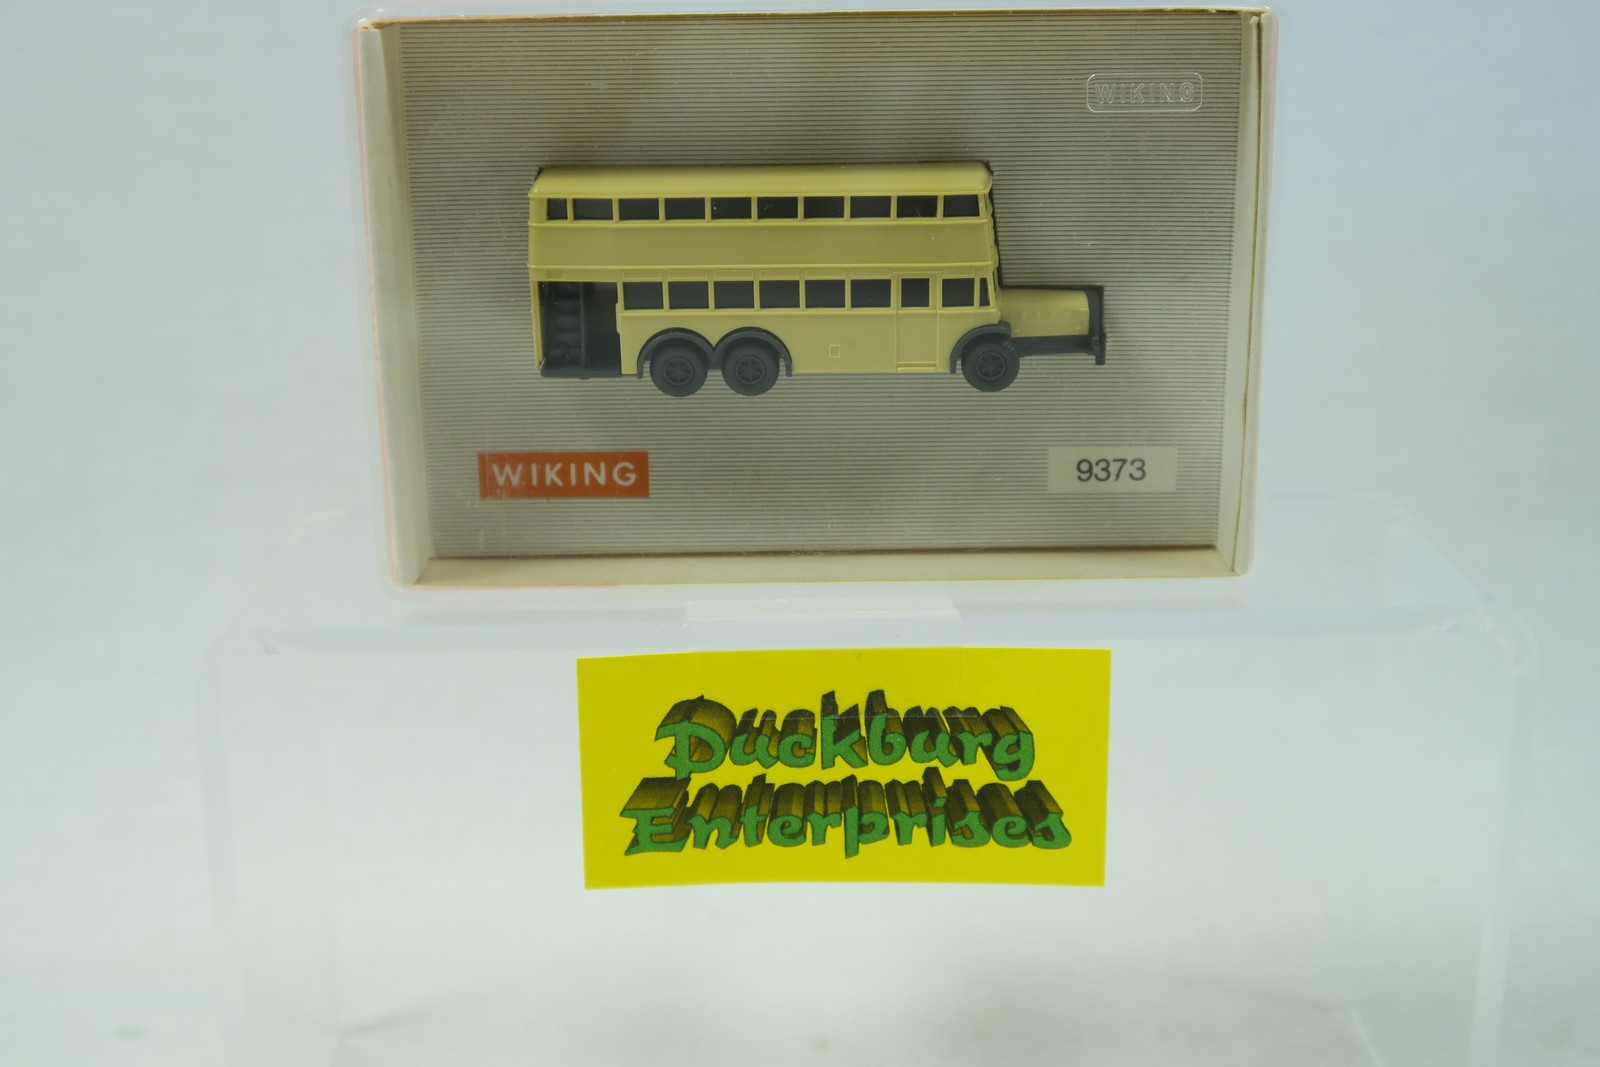 WIKING
WIKING
9373
Duckburg
Enterprises